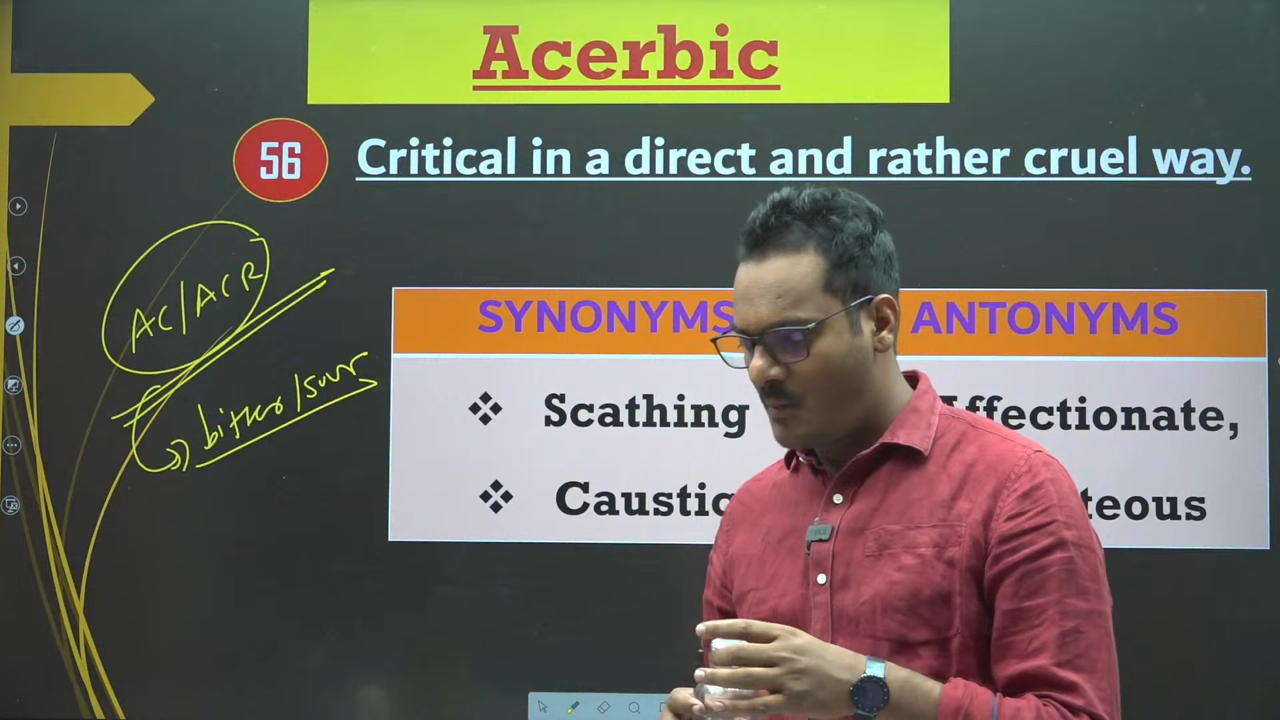 Acerbic
56
Critical in a direct and rather cruel way.
AC/ACR
bitter/sour
SYNONYMS
ANTONYMS
Scathing
ffectionate,
Caustic
teous